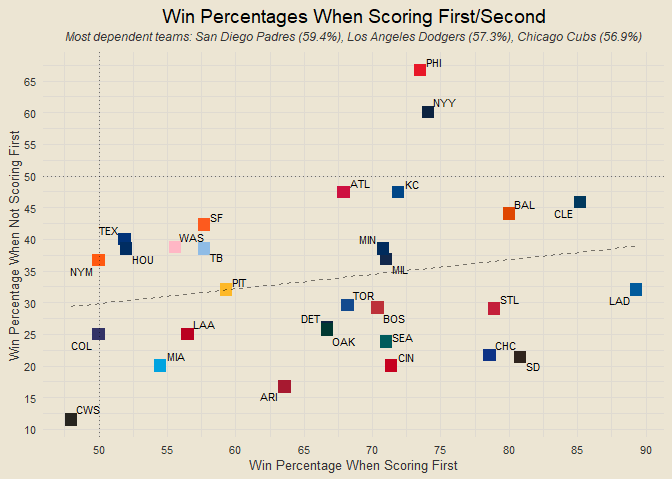 Win Percentages When Scoring First/Second
Most dependent teams: San Diego Padres (59.4%), Los Angeles Dodgers (57.3%), Chicago Cubs (56.9%)
Win Percentage When Not Scoring First
65
60
55
50
45
40
35
30
25
20
15
10
PHI
NYY
ATL
KC
BAL
CLE
SF
TEX
WAS
HOU
TB
NYM
MIN
MIL
PIT
TOR
BOS
STL
LAD
DET
OAK
LAA
COL
SEA
MIA
CIN
CHC
SD
ARI
CWS
50
55
60
65
70
75
80
85
90
Win Percentage When Scoring First